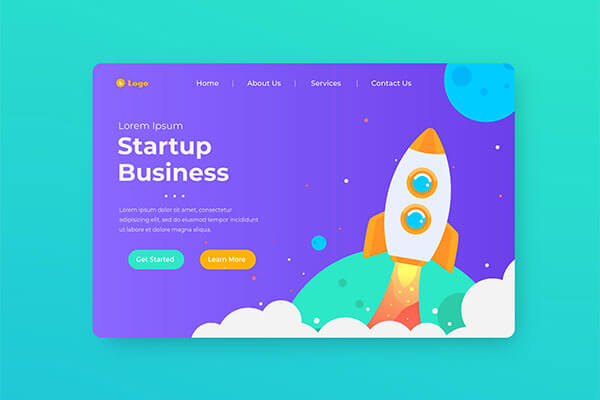 Logo
Home | About Us | Services | Contact Us
Lorem Ipsum
Startup
Business
Lorem ipsum dolor sit amet, consectetur
adipiscing elit, sed do eiusmod tempor
ut labore et dolore magna aliqua.
Get Started
Learn More